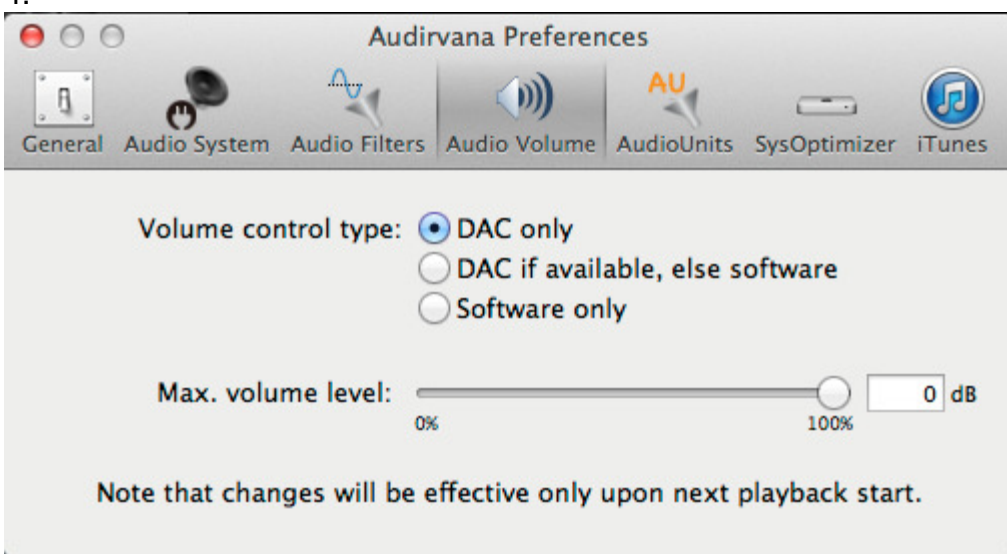 Audirvana Preferences
AU
General Audio System Audio Filters Audio Volume AudioUnits SysOptimizer iTunes
Volume control type: DAC only
DAC if available, else software
Software only
Max. volume level: 0 dB
0% 100%
Note that changes will be effective only upon next playback start.